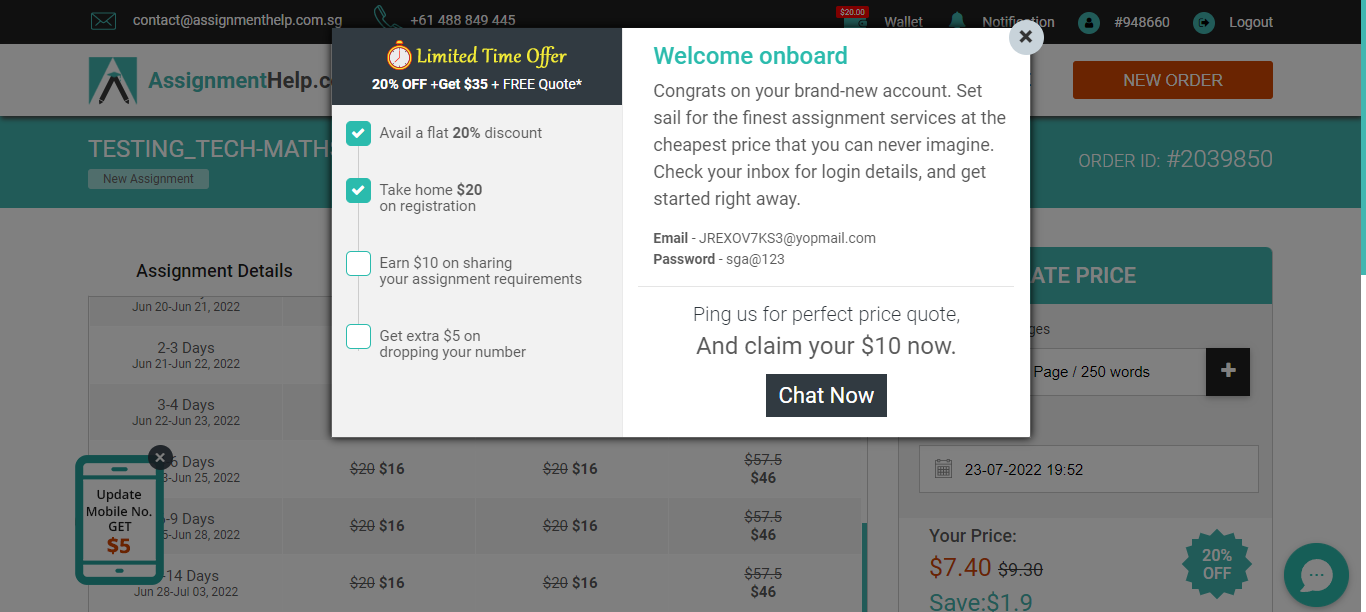 contact@assignmenthelp.com.sg
+61 488 849 445
$20.00
Wallet
Notification
#948660
Logout
AssignmentHelp.c
NEW ORDER
TESTING_TECH-MATHS
New Assignment
ORDER ID: #2039850
Limited Time Offer
20% OFF +Get $35 + FREE Quote*
Avail a flat 20% discount
Take home $20
on registration
Earn $10 on sharing
your assignment requirements
Get extra $5 on
dropping your number
Welcome onboard
Congrats on your brand-new account. Set
sail for the finest assignment services at the
cheapest price that you can never imagine.
Check your inbox for login details, and get
started right away.
Email - JREXOV7KS3@yopmail.com
Password - sga@123
Ping us for perfect price quote,
And claim your $10 now.
Chat Now
Assignment Details
Jun 20-Jun 21, 2022
2-3 Days
Jun 21-Jun 22, 2022
3-4 Days
Jun 22-Jun 23, 2022
6 Days
-Jun 25, 2022
$20 $16
$20 $16
$57.5
$46
-9 Days
-Jun 28, 2022
$20 $16
$20 $16
$57.5
$46
-14 Days
Jun 28-Jul 03, 2022
$20 $16
$20 $16
$57.5
$46
Update
Mobile No.
GET
$5
ATE PRICE
ges
Page / 250 words
23-07-2022 19:52
Your Price:
$7.40 $9.30
Save:$1.9
20%
OFF